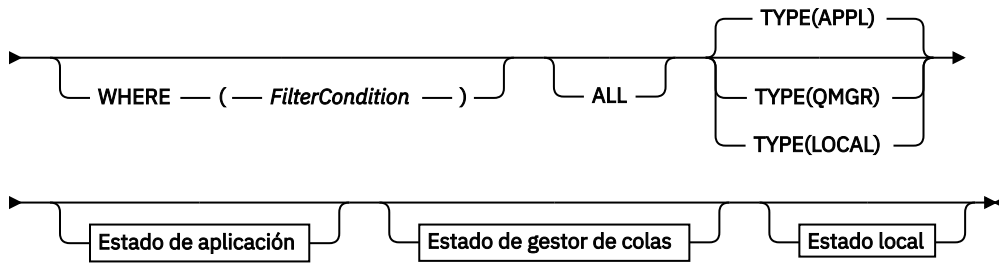 TYPE(APPL)
WHERE ( FilterCondition ) ALL TYPE(QMGR)
TYPE(LOCAL)
Estado de aplicación Estado de gestor de colas Estado local